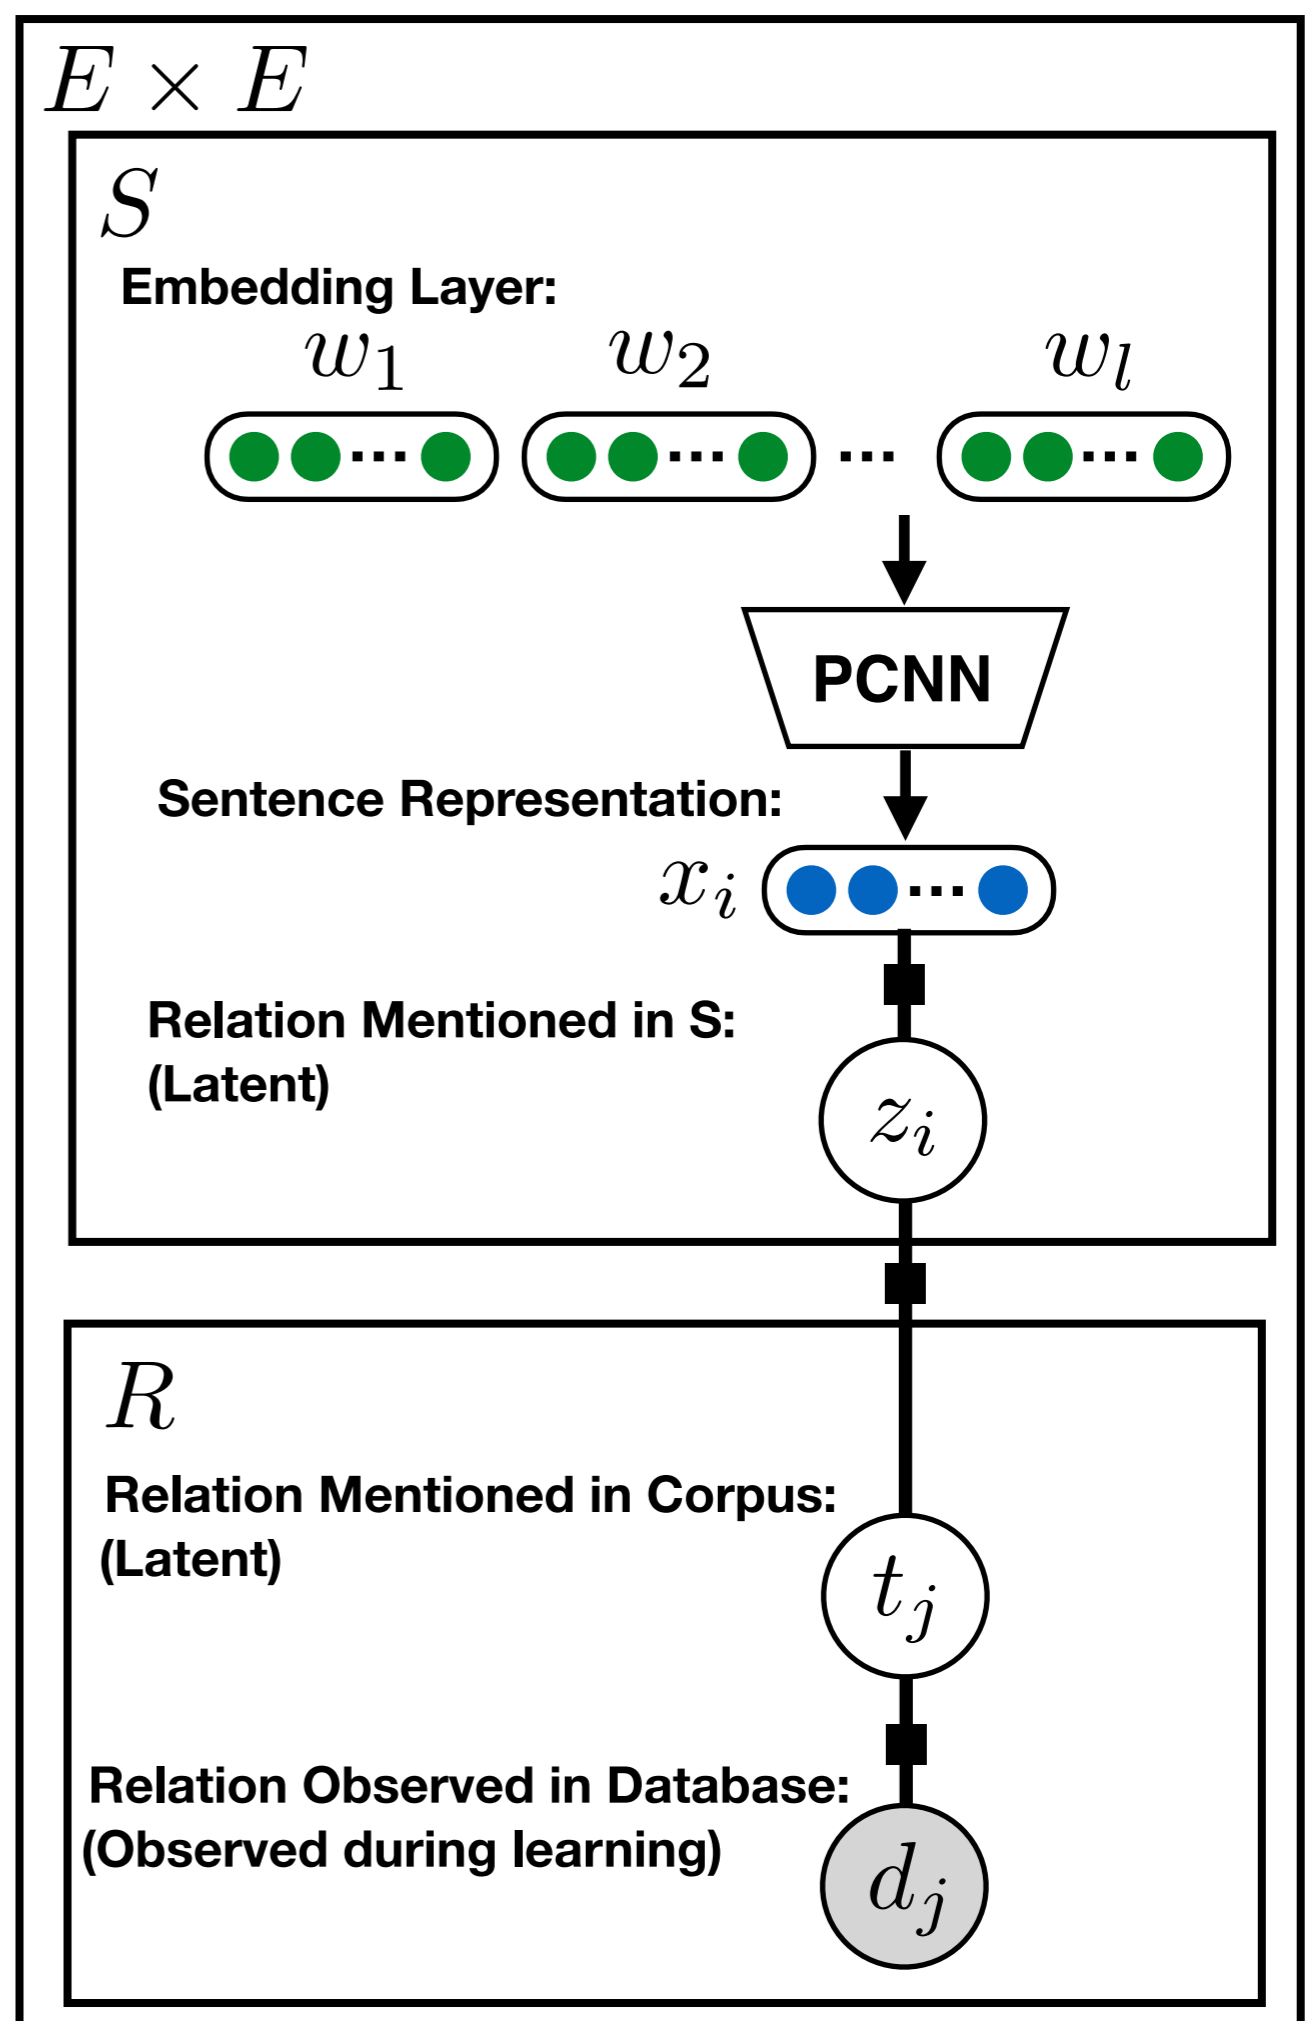 E × E
S
Embedding Layer:
w₁ w₂ wₗ
... ... ... ...
PCNN
Sentence Representation:
xᵢ ...
Relation Mentioned in S:
(Latent)
zᵢ
R
Relation Mentioned in Corpus:
(Latent)
tⱼ
Relation Observed in Database:
(Observed during learning)
dⱼ